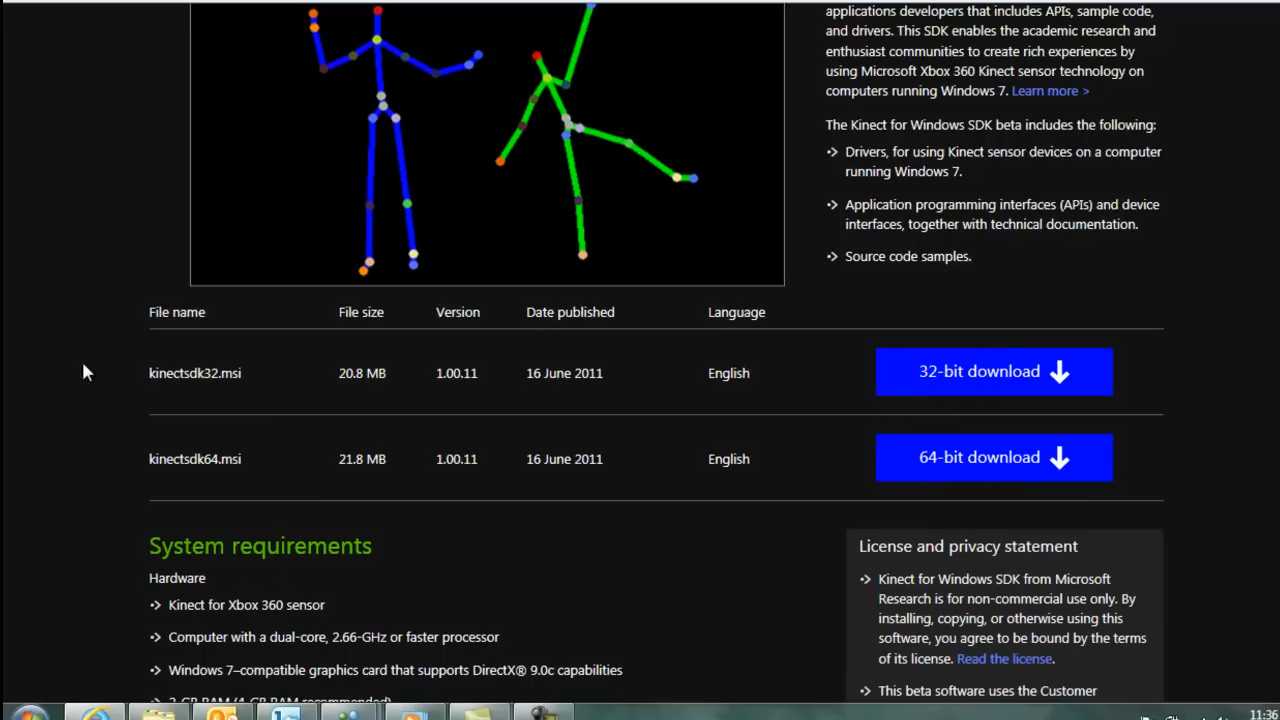 applications developers that includes APIs, sample code,
and drivers. This SDK enables the academic research and
enthusiast communities to create rich experiences by
using Microsoft Xbox 360 Kinect sensor technology on
computers running Windows 7. Learn more >
The Kinect for Windows SDK beta includes the following:
Drivers, for using Kinect sensor devices on a computer
running Windows 7.
Application programming interfaces (APIs) and device
interfaces, together with technical documentation.
Source code samples.
File name File size Version Date published Language
kinectsdk32.msi 20.8 MB 1.00.11 16 June 2011 English 32-bit download
kinectsdk64.msi 21.8 MB 1.00.11 16 June 2011 English 64-bit download
System requirements
Hardware
Kinect for Xbox 360 sensor
Computer with a dual-core, 2.66-GHz or faster processor
Windows 7–compatible graphics card that supports DirectX® 9.0c capabilities
2-GB RAM (4-GB RAM recommended)
License and privacy statement
Kinect for Windows SDK from Microsoft
Research is for non-commercial use only. By
installing, copying, or otherwise using this
software, you agree to be bound by the terms
of its license. Read the license.
This beta software uses the Customer
11:36